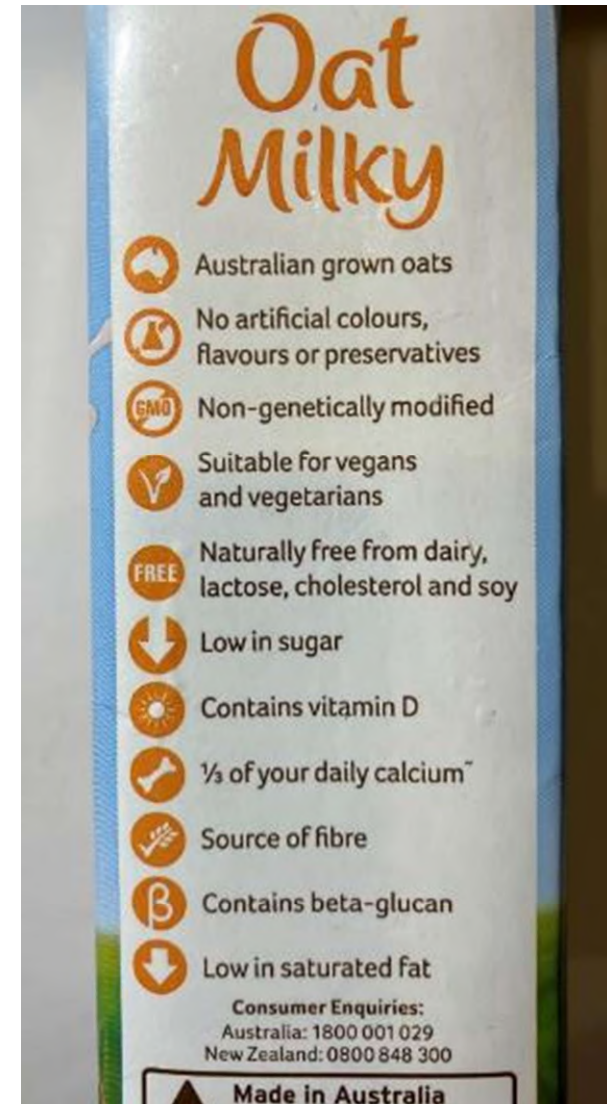 Oat
Milky
Australian grown oats
No artificial colours,
flavours or preservatives
GMO
Non-genetically modified
Suitable for vegans
and vegetarians
FREE
Naturally free from dairy,
lactose, cholesterol and soy
Low in sugar
Contains vitamin D
⅓ of your daily calcium~
Source of fibre
β
Contains beta-glucan
Low in saturated fat
Consumer Enquiries:
Australia: 1800 001 029
New Zealand: 0800 848 300
Made in Australia